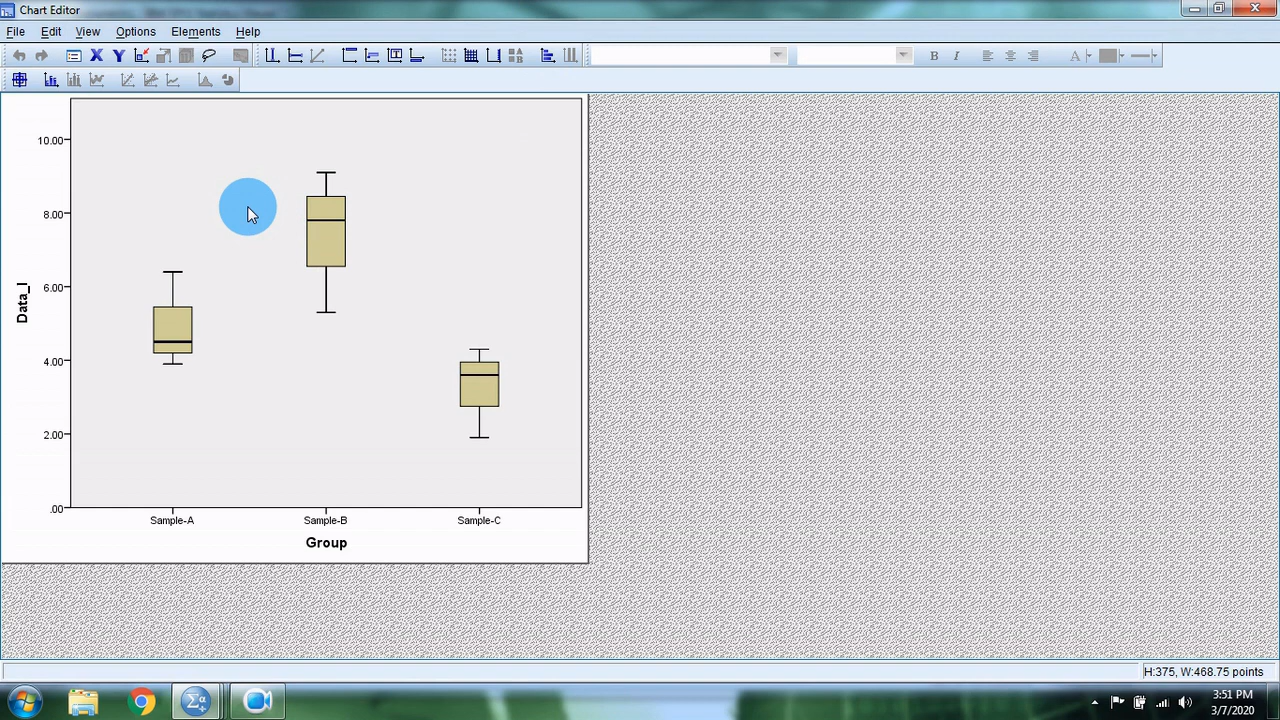 Chart Editor
File Edit View Options Elements Help
X Y B I A
10.00
8.00
6.00
4.00
2.00
.00
Data_I
Sample-A Sample-B Sample-C
Group
H:375, W:468.75 points
3:51 PM
3/7/2020